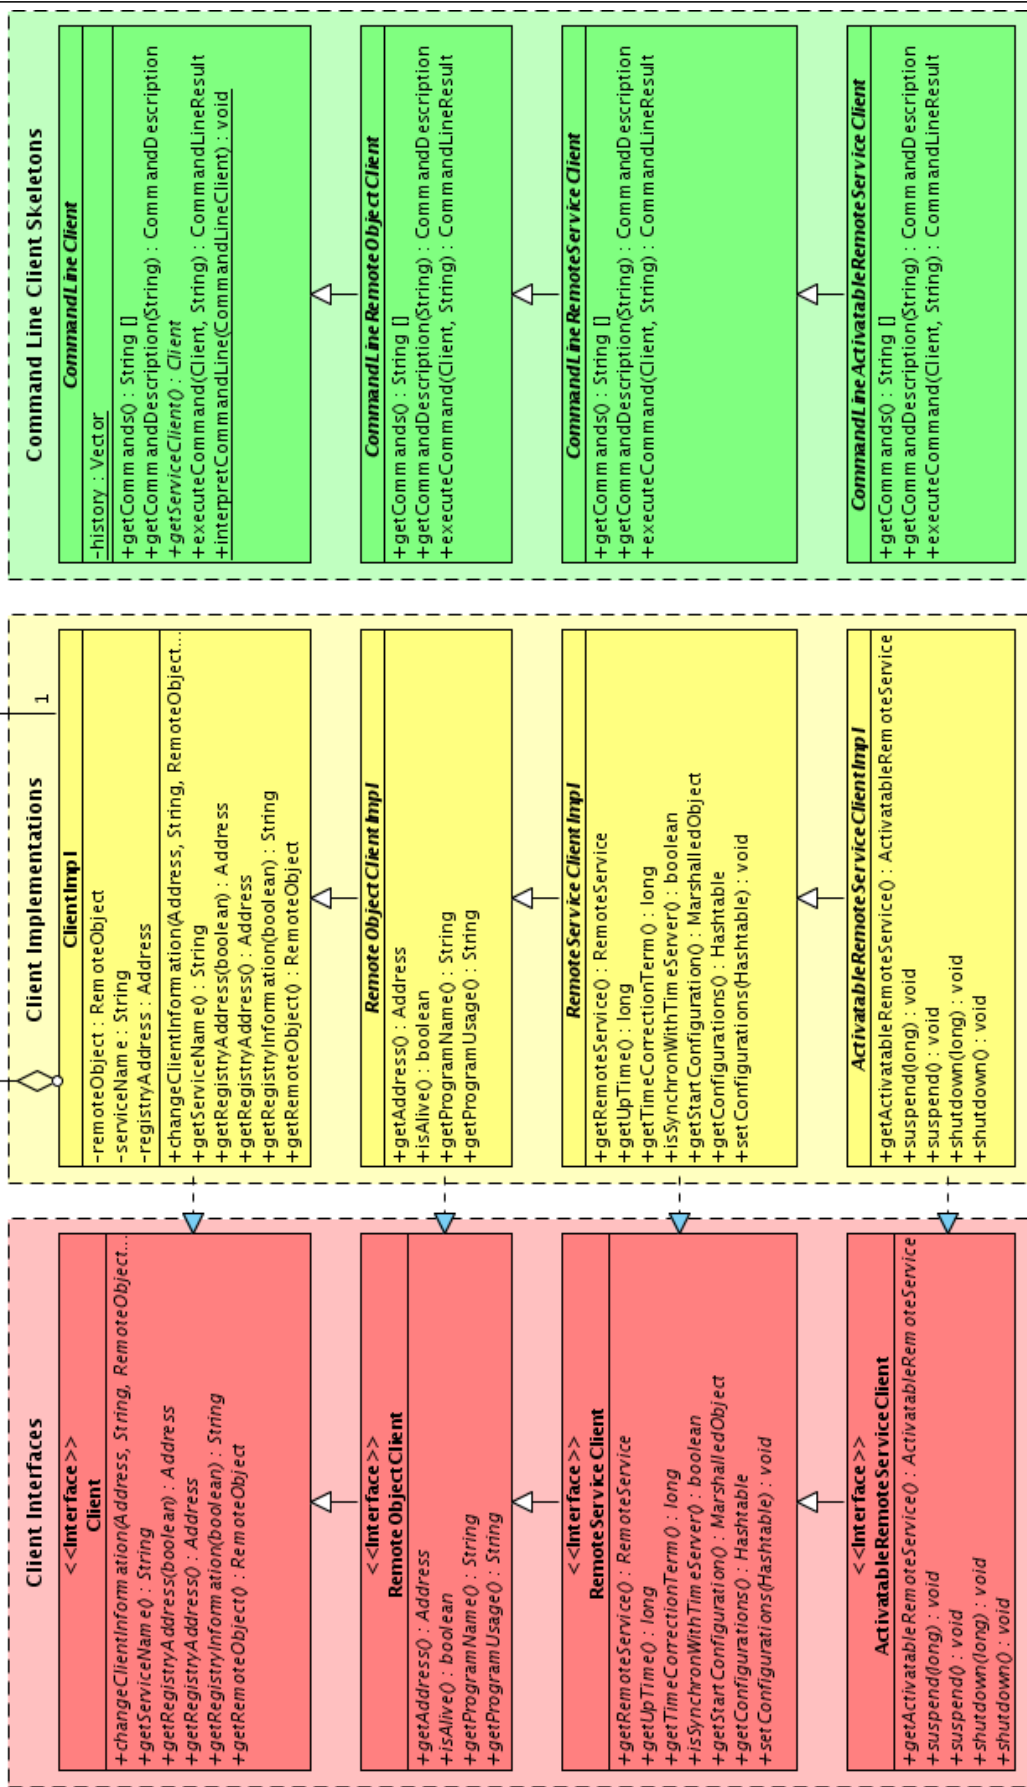 Client Interfaces
<<Interface>>
Client
+changeClientInformation(Address, String, RemoteObject...
+getServiceName() : String
+getRegistryAddress(boolean) : Address
+getRegistryAddress() : Address
+getRegistryInformation(boolean) : String
+getRemoteObject() : RemoteObject
<<Interface>>
RemoteObjectClient
+getAddress() : Address
+isAlive() : boolean
+getProgramName() : String
+getProgramUsage() : String
<<Interface>>
RemoteServiceClient
+getRemoteService() : RemoteService
+getUpTime() : long
+getTimeCorrectionTerm() : long
+isSynchronWithTimeServer() : boolean
+getStartConfiguration() : MarshalledObject
+getConfigurations() : Hashtable
+setConfigurations(Hashtable) : void
<<Interface>>
ActivatableRemoteServiceClient
+getActivatableRemoteService() : ActivatableRemoteService
+suspend(long) : void
+suspend() : void
+shutdown(long) : void
+shutdown() : void
Client Implementations
1
ClientImpl
-remoteObject : RemoteObject
-serviceName : String
-registryAddress : Address
+changeClientInformation(Address, String, RemoteObject...
+getServiceName() : String
+getRegistryAddress(boolean) : Address
+getRegistryAddress() : Address
+getRegistryInformation(boolean) : String
+getRemoteObject() : RemoteObject
RemoteObjectClientImpl
+getAddress() : Address
+isAlive() : boolean
+getProgramName() : String
+getProgramUsage() : String
RemoteServiceClientImpl
+getRemoteService() : RemoteService
+getUpTime() : long
+getTimeCorrectionTerm() : long
+isSynchronWithTimeServer() : boolean
+getStartConfiguration() : MarshalledObject
+getConfigurations() : Hashtable
+setConfigurations(Hashtable) : void
ActivatableRemoteServiceClientImpl
+getActivatableRemoteService() : ActivatableRemoteService
+suspend(long) : void
+suspend() : void
+shutdown(long) : void
+shutdown() : void
Command Line Client Skeletons
CommandLineClient
-history : Vector
+getCommands() : String []
+getCommandDescription(String) : CommandDescription
+getServiceClient() : Client
+executeCommand(Client, String) : CommandLineResult
+interpretCommandLine(CommandLineClient) : void
CommandLineRemoteObjectClient
+getCommands() : String []
+getCommandDescription(String) : CommandDescription
+executeCommand(Client, String) : CommandLineResult
CommandLineRemoteServiceClient
+getCommands() : String []
+getCommandDescription(String) : CommandDescription
+executeCommand(Client, String) : CommandLineResult
CommandLineActivatableRemoteServiceClient
+getCommands() : String []
+getCommandDescription(String) : CommandDescription
+executeCommand(Client, String) : CommandLineResult